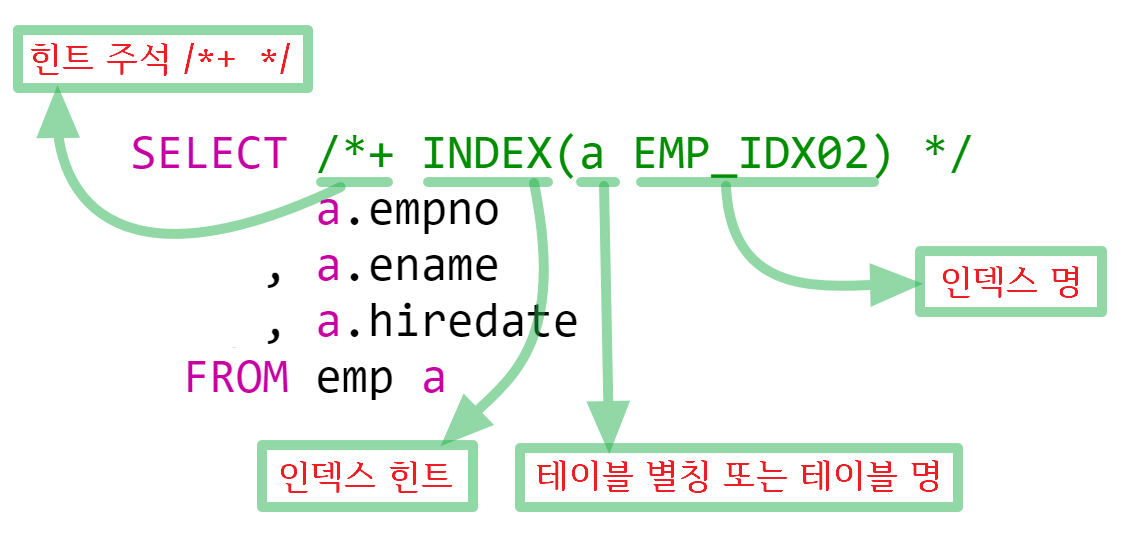 힌트 주석 /*+ */
SELECT /*+ INDEX(a EMP_IDX02) */
a.empno
, a.ename
, a.hiredate
FROM emp a
인덱스 명
인덱스 힌트
테이블 별칭 또는 테이블 명